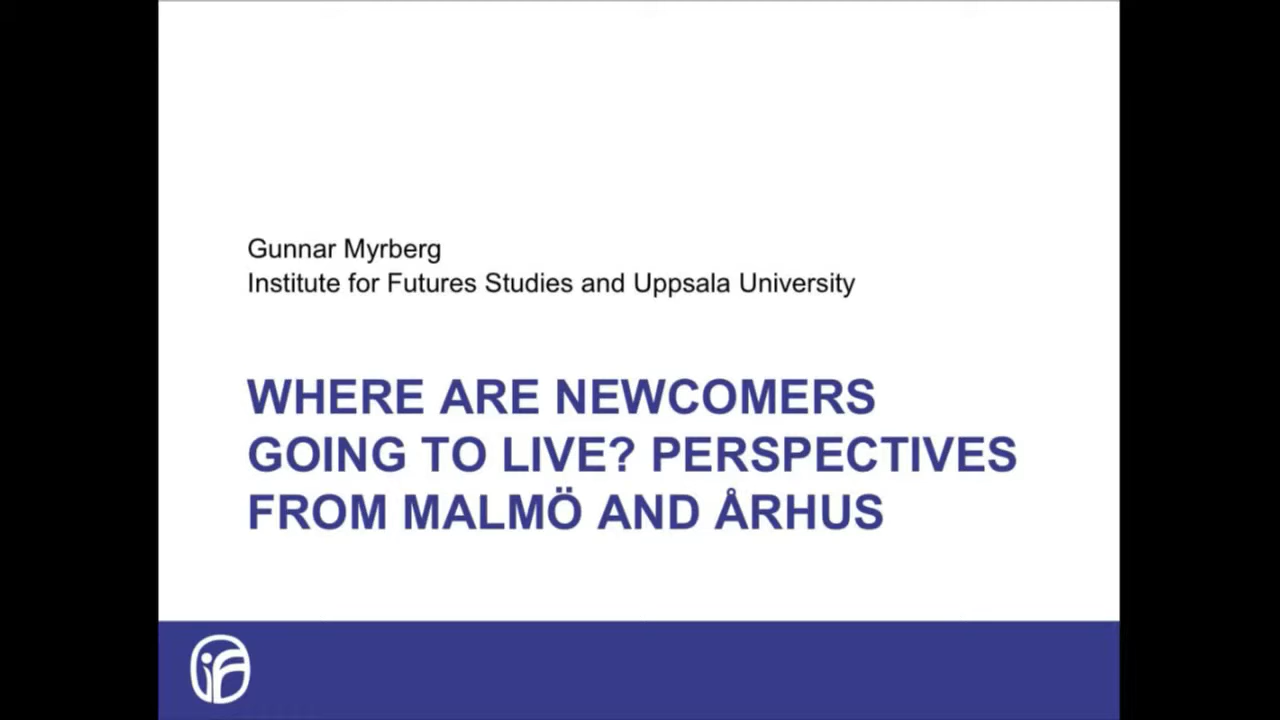 Gunnar Myrberg
Institute for Futures Studies and Uppsala University
WHERE ARE NEWCOMERS
GOING TO LIVE? PERSPECTIVES
FROM MALMÖ AND ÅRHUS